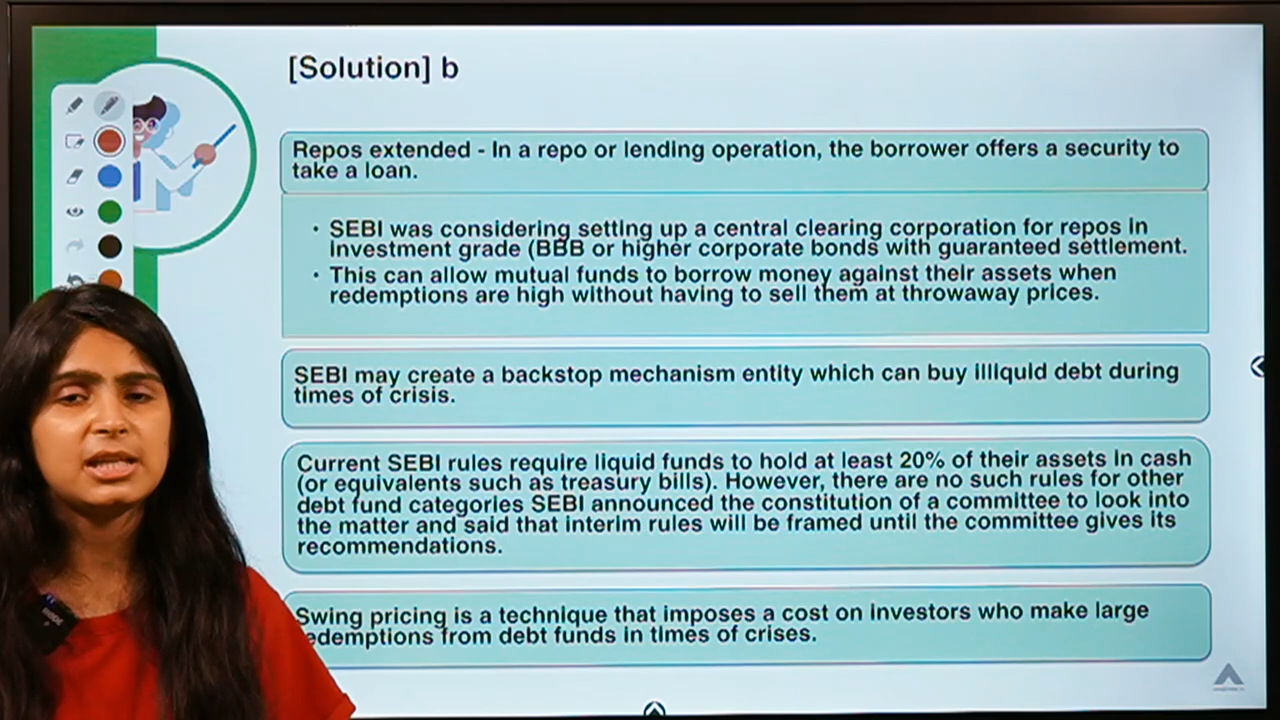 [Solution] b
Repos extended - In a repo or lending operation, the borrower offers a security to
take a loan.
• SEBI was considering setting up a central clearing corporation for repos in
investment grade (BBB or higher corporate bonds with guaranteed settlement.
• This can allow mutual funds to borrow money against their assets when
redemptions are high without having to sell them at throwaway prices.
SEBI may create a backstop mechanism entity which can buy illiquid debt during
times of crisis.
Current SEBI rules require liquid funds to hold at least 20% of their assets in cash
(or equivalents such as treasury bills). However, there are no such rules for other
debt fund categories SEBI announced the constitution of a committee to look into
the matter and said that interim rules will be framed until the committee gives its
recommendations.
Swing pricing is a technique that imposes a cost on investors who make large
edemptions from debt funds in times of crises.